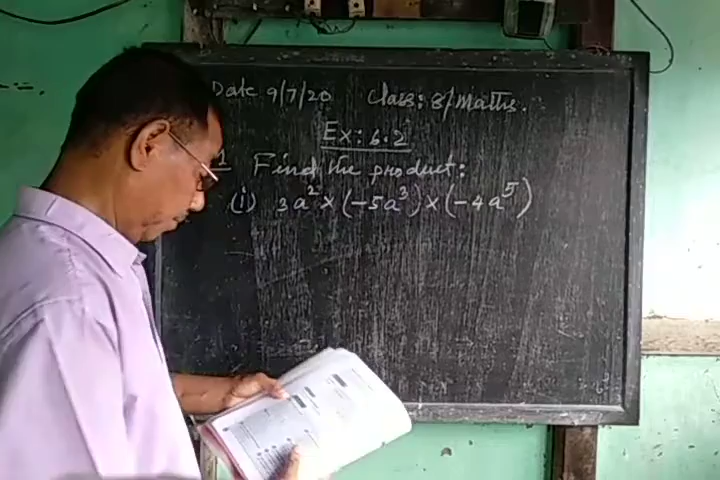 Date 9/7/20 Class: 8/Maths.
Ex: 6.2
1 Find the product:
(i) 3a² × (-5a³) × (-4a⁵)